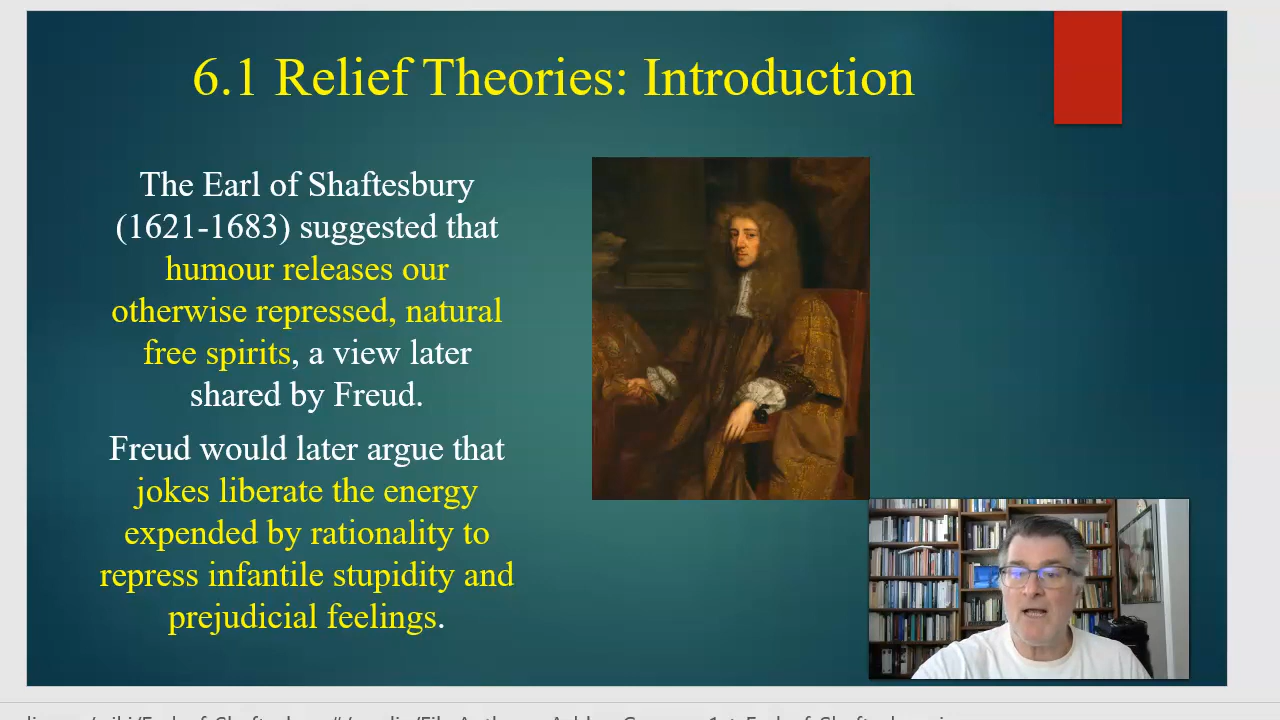 6.1 Relief Theories: Introduction
The Earl of Shaftesbury
(1621-1683) suggested that
humour releases our
otherwise repressed, natural
free spirits, a view later
shared by Freud.
Freud would later argue that
jokes liberate the energy
expended by rationality to
repress infantile stupidity and
prejudicial feelings.